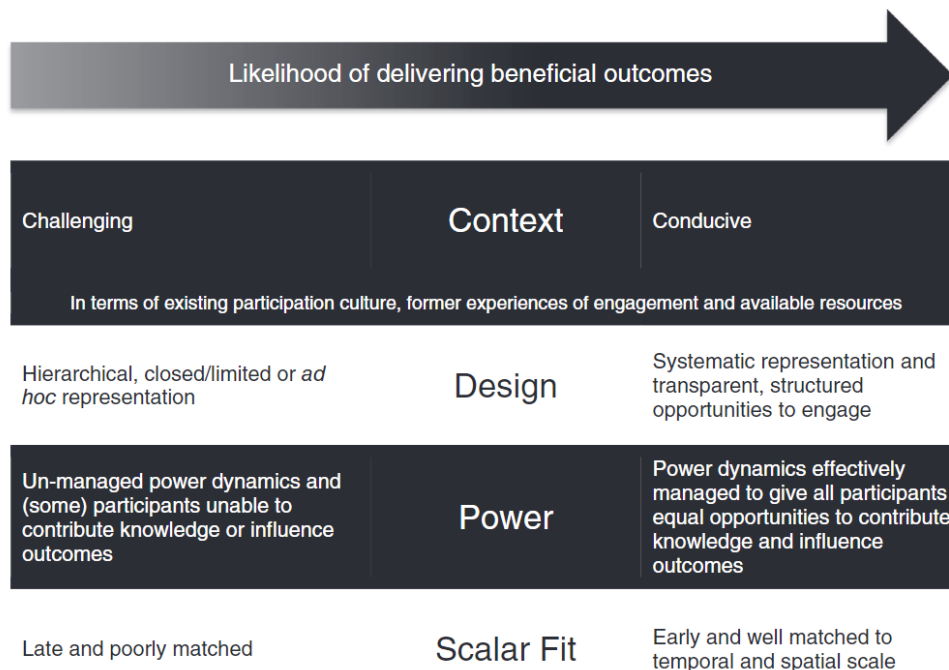 Likelihood of delivering beneficial outcomes
Challenging
Context
Conducive
In terms of existing participation culture, former experiences of engagement and available resources
Hierarchical, closed/limited or ad
hoc representation
Design
Systematic representation and
transparent, structured
opportunities to engage
Un-managed power dynamics and
(some) participants unable to
contribute knowledge or influence
outcomes
Power
Power dynamics effectively
managed to give all participants
equal opportunities to contribute
knowledge and influence
outcomes
Late and poorly matched
Scalar Fit
Early and well matched to
temporal and spatial scale